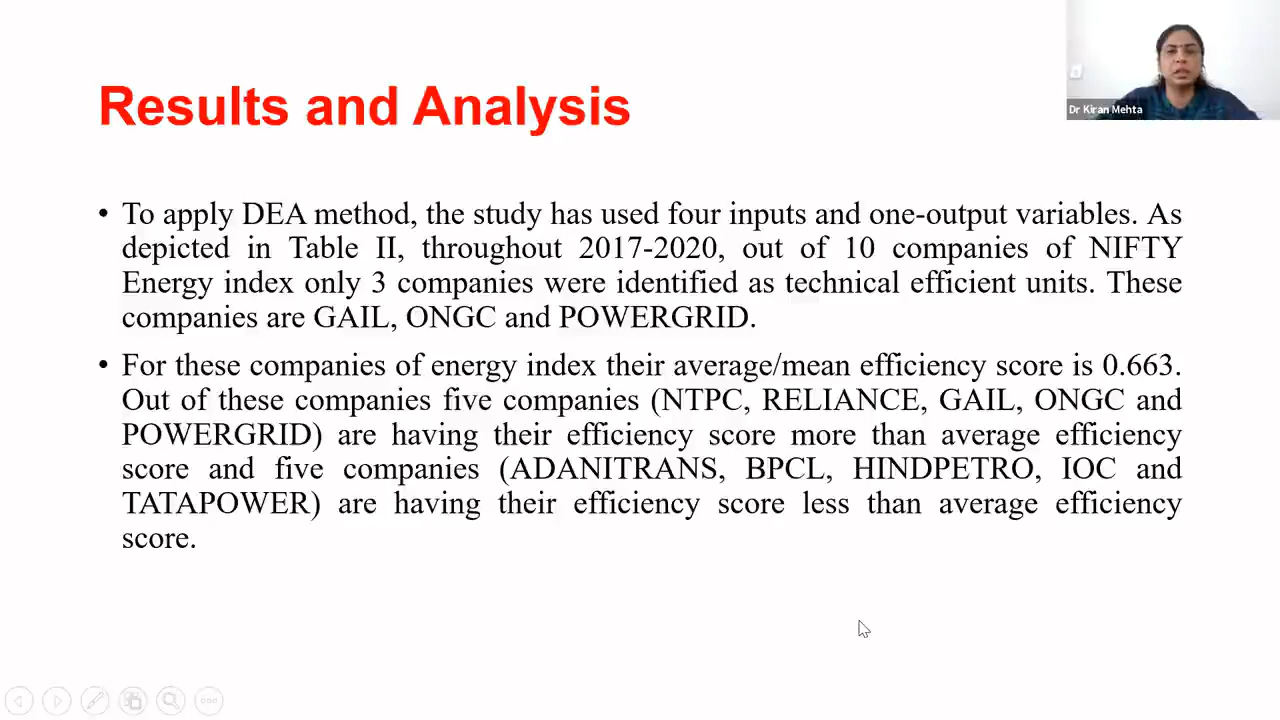 Results and Analysis
Dr Kiran Mehta
• To apply DEA method, the study has used four inputs and one-output variables. As
depicted in Table II, throughout 2017-2020, out of 10 companies of NIFTY
Energy index only 3 companies were identified as technical efficient units. These
companies are GAIL, ONGC and POWERGRID.
• For these companies of energy index their average/mean efficiency score is 0.663.
Out of these companies five companies (NTPC, RELIANCE, GAIL, ONGC and
POWERGRID) are having their efficiency score more than average efficiency
score and five companies (ADANITRANS, BPCL, HINDPETRO, IOC and
TATAPOWER) are having their efficiency score less than average efficiency
score.